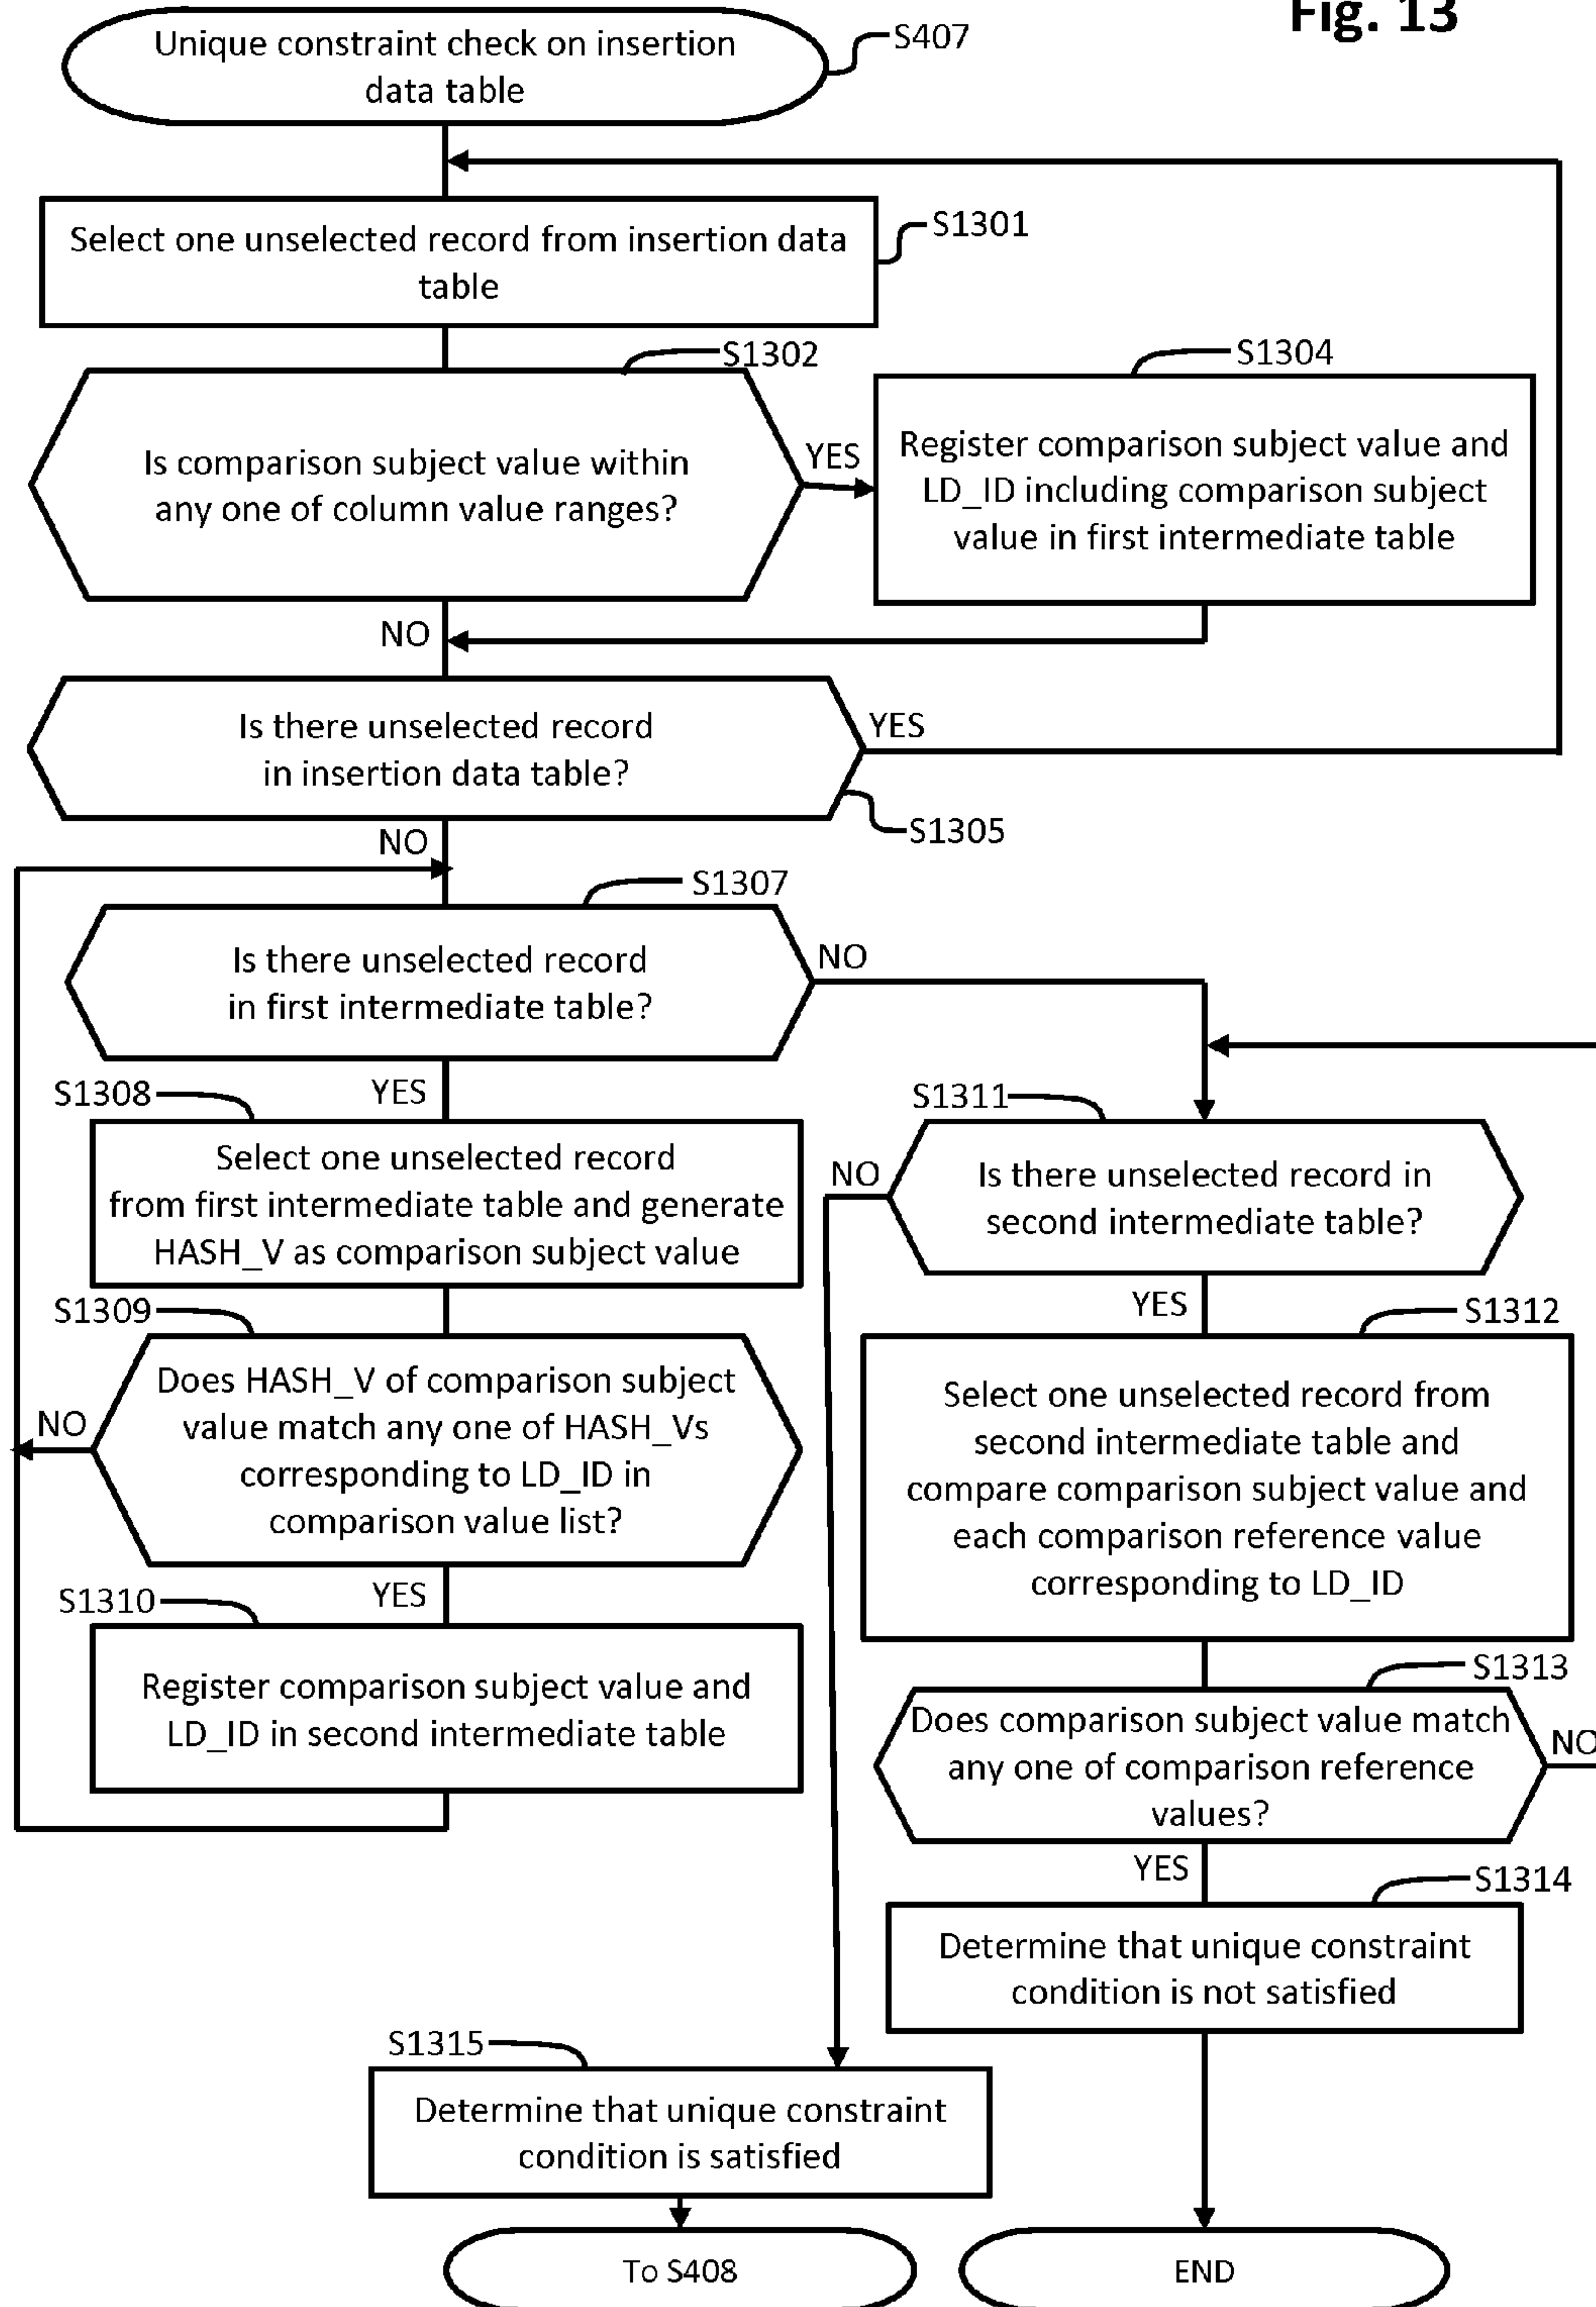 Fig. 13
Unique constraint check on insertion
data table
S407
Select one unselected record from insertion data
table
S1301
S1302
Is comparison subject value within
any one of column value ranges?
YES
S1304
Register comparison subject value and
LD_ID including comparison subject
value in first intermediate table
NO
Is there unselected record
in insertion data table?
YES
S1305
NO
S1307
Is there unselected record
in first intermediate table?
NO
YES
S1308
Select one unselected record
from first intermediate table and generate
HASH_V as comparison subject value
S1309
Does HASH_V of comparison subject
value match any one of HASH_Vs
corresponding to LD_ID in
comparison value list?
NO
YES
S1310
Register comparison subject value and
LD_ID in second intermediate table
S1311
Is there unselected record in
second intermediate table?
NO
YES
S1312
Select one unselected record from
second intermediate table and
compare comparison subject value and
each comparison reference value
corresponding to LD_ID
S1313
Does comparison subject value match
any one of comparison reference
values?
NO
YES
S1314
Determine that unique constraint
condition is not satisfied
S1315
Determine that unique constraint
condition is satisfied
To S408
END